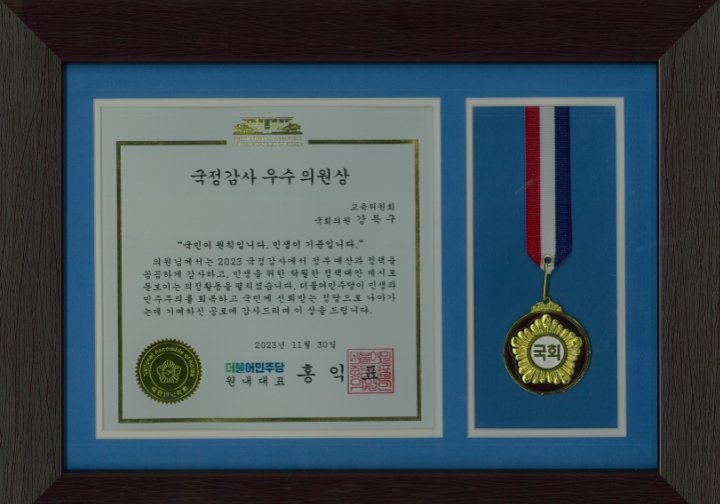 국정감사 우수 의원상
교육위원회
국회의원 강 득 구
“국민이 원칙입니다. 민생이 기준입니다.”
의원님께서는 2023 국정감사에서 정부 예산과 정책을
꼼꼼하게 감사하고, 민생을 위한 탁월한 정책대안 제시로
돋보이는 의정활동을 펼치셨습니다. 더불어민주당이 민생과
민주주의를 회복하고 국민께 신뢰받는 정당으로 나아가
는데 기여하신 공로에 감사드리며 이 상을 드립니다.
2023년 11월 30일
더불어민주당
원내대표 홍 익 표
국회